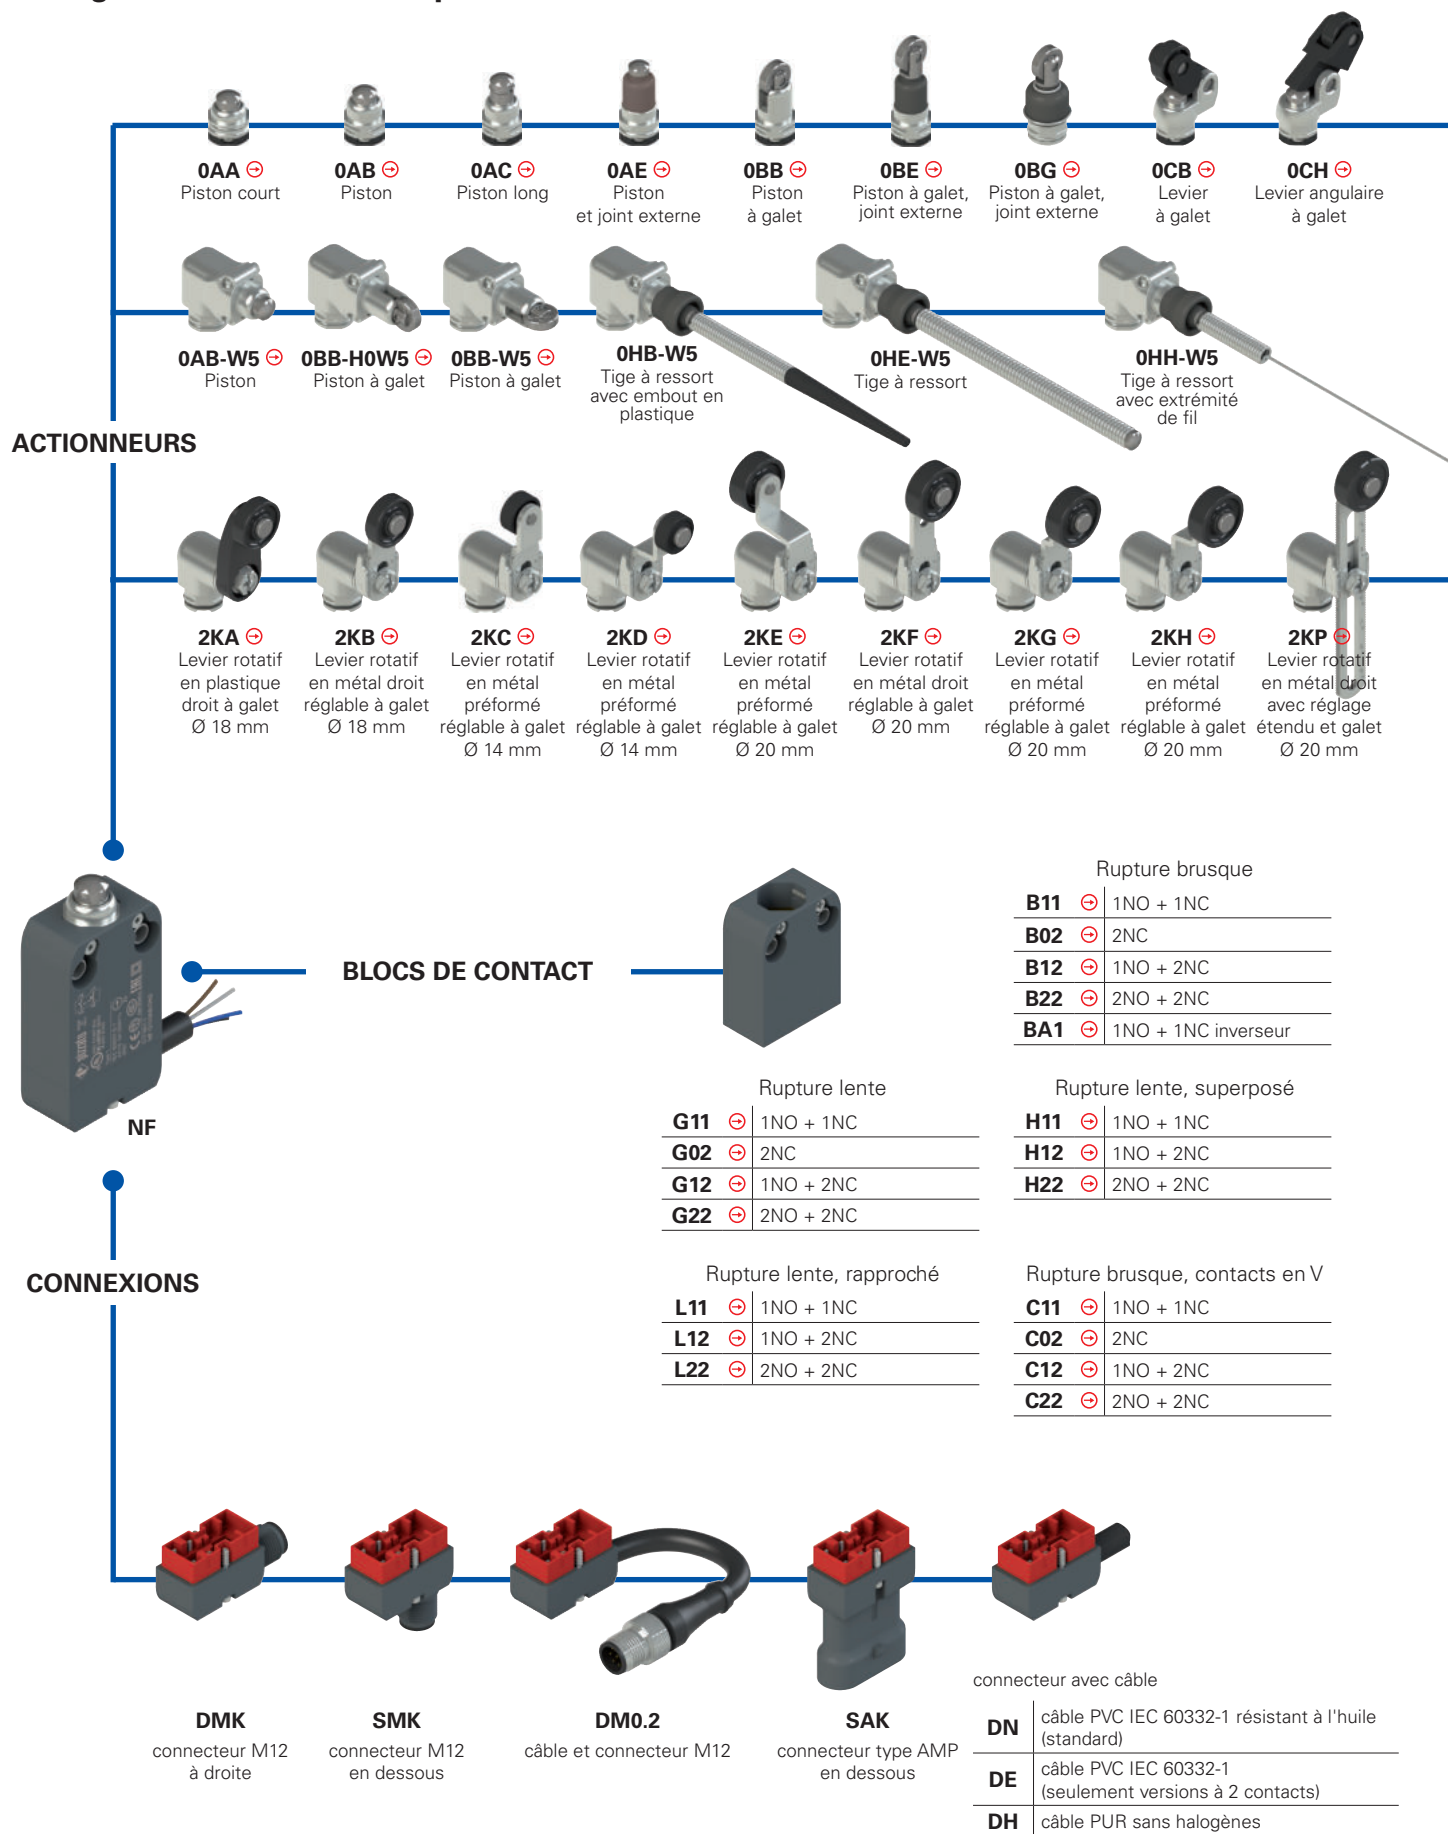 0AA
Piston court
0AB
Piston
0AC
Piston long
0AE
Piston
et joint externe
0BB
Piston
à galet
0BE
Piston à galet,
joint externe
0BG
Piston à galet,
joint externe
0CB
Levier
à galet
0CH
Levier angulaire
à galet
0AB-W5
Piston
0BB-H0W5
Piston à galet
0BB-W5
Piston à galet
0HB-W5
Tige à ressort
avec embout en
plastique
0HE-W5
Tige à ressort
0HH-W5
Tige à ressort
avec extrémité
de fil
ACTIONNEURS
2KA
Levier rotatif
en plastique
droit à galet
Ø 18 mm
2KB
Levier rotatif
en métal droit
réglable à galet
Ø 18 mm
2KC
Levier rotatif
en métal
préformé
réglable à galet
Ø 14 mm
2KD
Levier rotatif
en métal
préformé
réglable à galet
Ø 14 mm
2KE
Levier rotatif
en métal
préformé
réglable à galet
Ø 20 mm
2KF
Levier rotatif
en métal droit
réglable à galet
Ø 20 mm
2KG
Levier rotatif
en métal
préformé
réglable à galet
Ø 20 mm
2KH
Levier rotatif
en métal
préformé
réglable à galet
Ø 20 mm
2KP
Levier rotatif
en métal droit
avec réglage
étendu et galet
Ø 20 mm
NF
BLOCS DE CONTACT
Rupture brusque
B11 1NO + 1NC
B02 2NC
B12 1NO + 2NC
B22 2NO + 2NC
BA1 1NO + 1NC inverseur
Rupture lente
G11 1NO + 1NC
G02 2NC
G12 1NO + 2NC
G22 2NO + 2NC
Rupture lente, superposé
H11 1NO + 1NC
H12 1NO + 2NC
H22 2NO + 2NC
Rupture lente, rapproché
L11 1NO + 1NC
L12 1NO + 2NC
L22 2NO + 2NC
Rupture brusque, contacts en V
C11 1NO + 1NC
C02 2NC
C12 1NO + 2NC
C22 2NO + 2NC
CONNEXIONS
DMK
connecteur M12
à droite
SMK
connecteur M12
en dessous
DM0.2
câble et connecteur M12
SAK
connecteur type AMP
en dessous
connecteur avec câble
DN câble PVC IEC 60332-1 résistant à l'huile
(standard)
DE câble PVC IEC 60332-1
(seulement versions à 2 contacts)
DH câble PUR sans halogènes